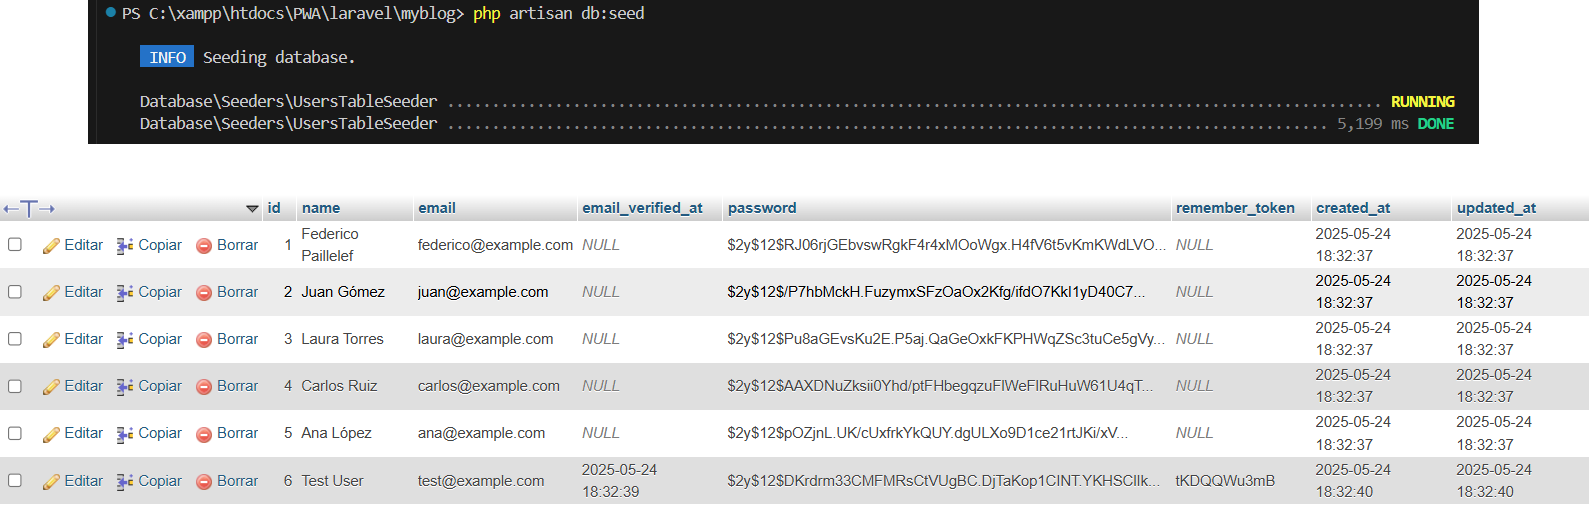 PS C:\xampp\htdocs\PWA\laravel\myblog> php artisan db:seed
INFO Seeding database.
Database\Seeders\UsersTableSeeder ........................................................................................................ RUNNING
Database\Seeders\UsersTableSeeder .................................................................................................. 5,199 ms DONE
id name email email_verified_at password remember_token created_at updated_at
Editar Copiar Borrar 1 Federico Paillelef federico@example.com NULL $2y$12$RJ06rjGEbvswRgkF4r4xMOoWgx.H4fV6t5vKmKWdLVO... NULL 2025-05-24 18:32:37 2025-05-24 18:32:37
Editar Copiar Borrar 2 Juan Gómez juan@example.com NULL $2y$12$/P7hbMckH.FuzymxSFzOaOx2Kfg/ifdO7KkI1yD40C7... NULL 2025-05-24 18:32:37 2025-05-24 18:32:37
Editar Copiar Borrar 3 Laura Torres laura@example.com NULL $2y$12$Pu8aGEvsKu2E.P5aj.QaGeOxkFKPHWqZSc3tuCe5gVy... NULL 2025-05-24 18:32:37 2025-05-24 18:32:37
Editar Copiar Borrar 4 Carlos Ruiz carlos@example.com NULL $2y$12$AAXDNuZksii0Yhd/ptFHbegqzuFlWeFIRuHuW61U4qT... NULL 2025-05-24 18:32:37 2025-05-24 18:32:37
Editar Copiar Borrar 5 Ana López ana@example.com NULL $2y$12$pOZjnL.UK/cUxfrkYkQUY.dgULXo9D1ce21rtJKi/xV... NULL 2025-05-24 18:32:37 2025-05-24 18:32:37
Editar Copiar Borrar 6 Test User test@example.com 2025-05-24 18:32:39 $2y$12$DKrdrm33CMFMRsCtVUgBC.DjTaKop1CINT.YKHSCIlk... tKDQQWu3mB 2025-05-24 18:32:40 2025-05-24 18:32:40